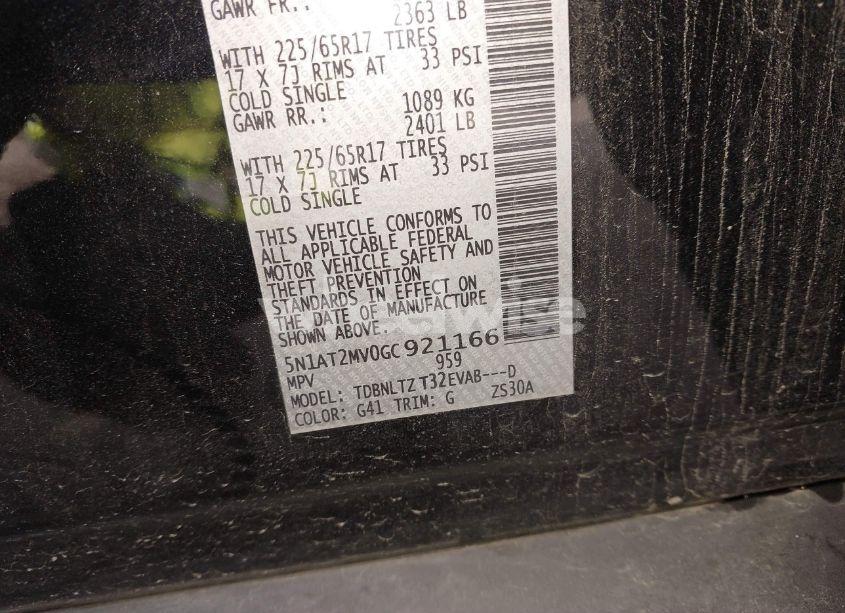 GAWR FR.:
2363 LB
WITH 225/65R17 TIRES
17 X 7J RIMS AT 33 PSI
COLD SINGLE
GAWR RR.: 1089 KG
2401 LB
WITH 225/65R17 TIRES
17 X 7J RIMS AT 33 PSI
COLD SINGLE
THIS VEHICLE CONFORMS TO
ALL APPLICABLE FEDERAL
MOTOR VEHICLE SAFETY AND
THEFT PREVENTION
STANDARDS IN EFFECT ON
THE DATE OF MANUFACTURE
SHOWN ABOVE.
5N1AT2MV0GC921166
MPV 959
MODEL: TDBNLTZ T32EVAB---D
COLOR: G41 TRIM: G ZS30A